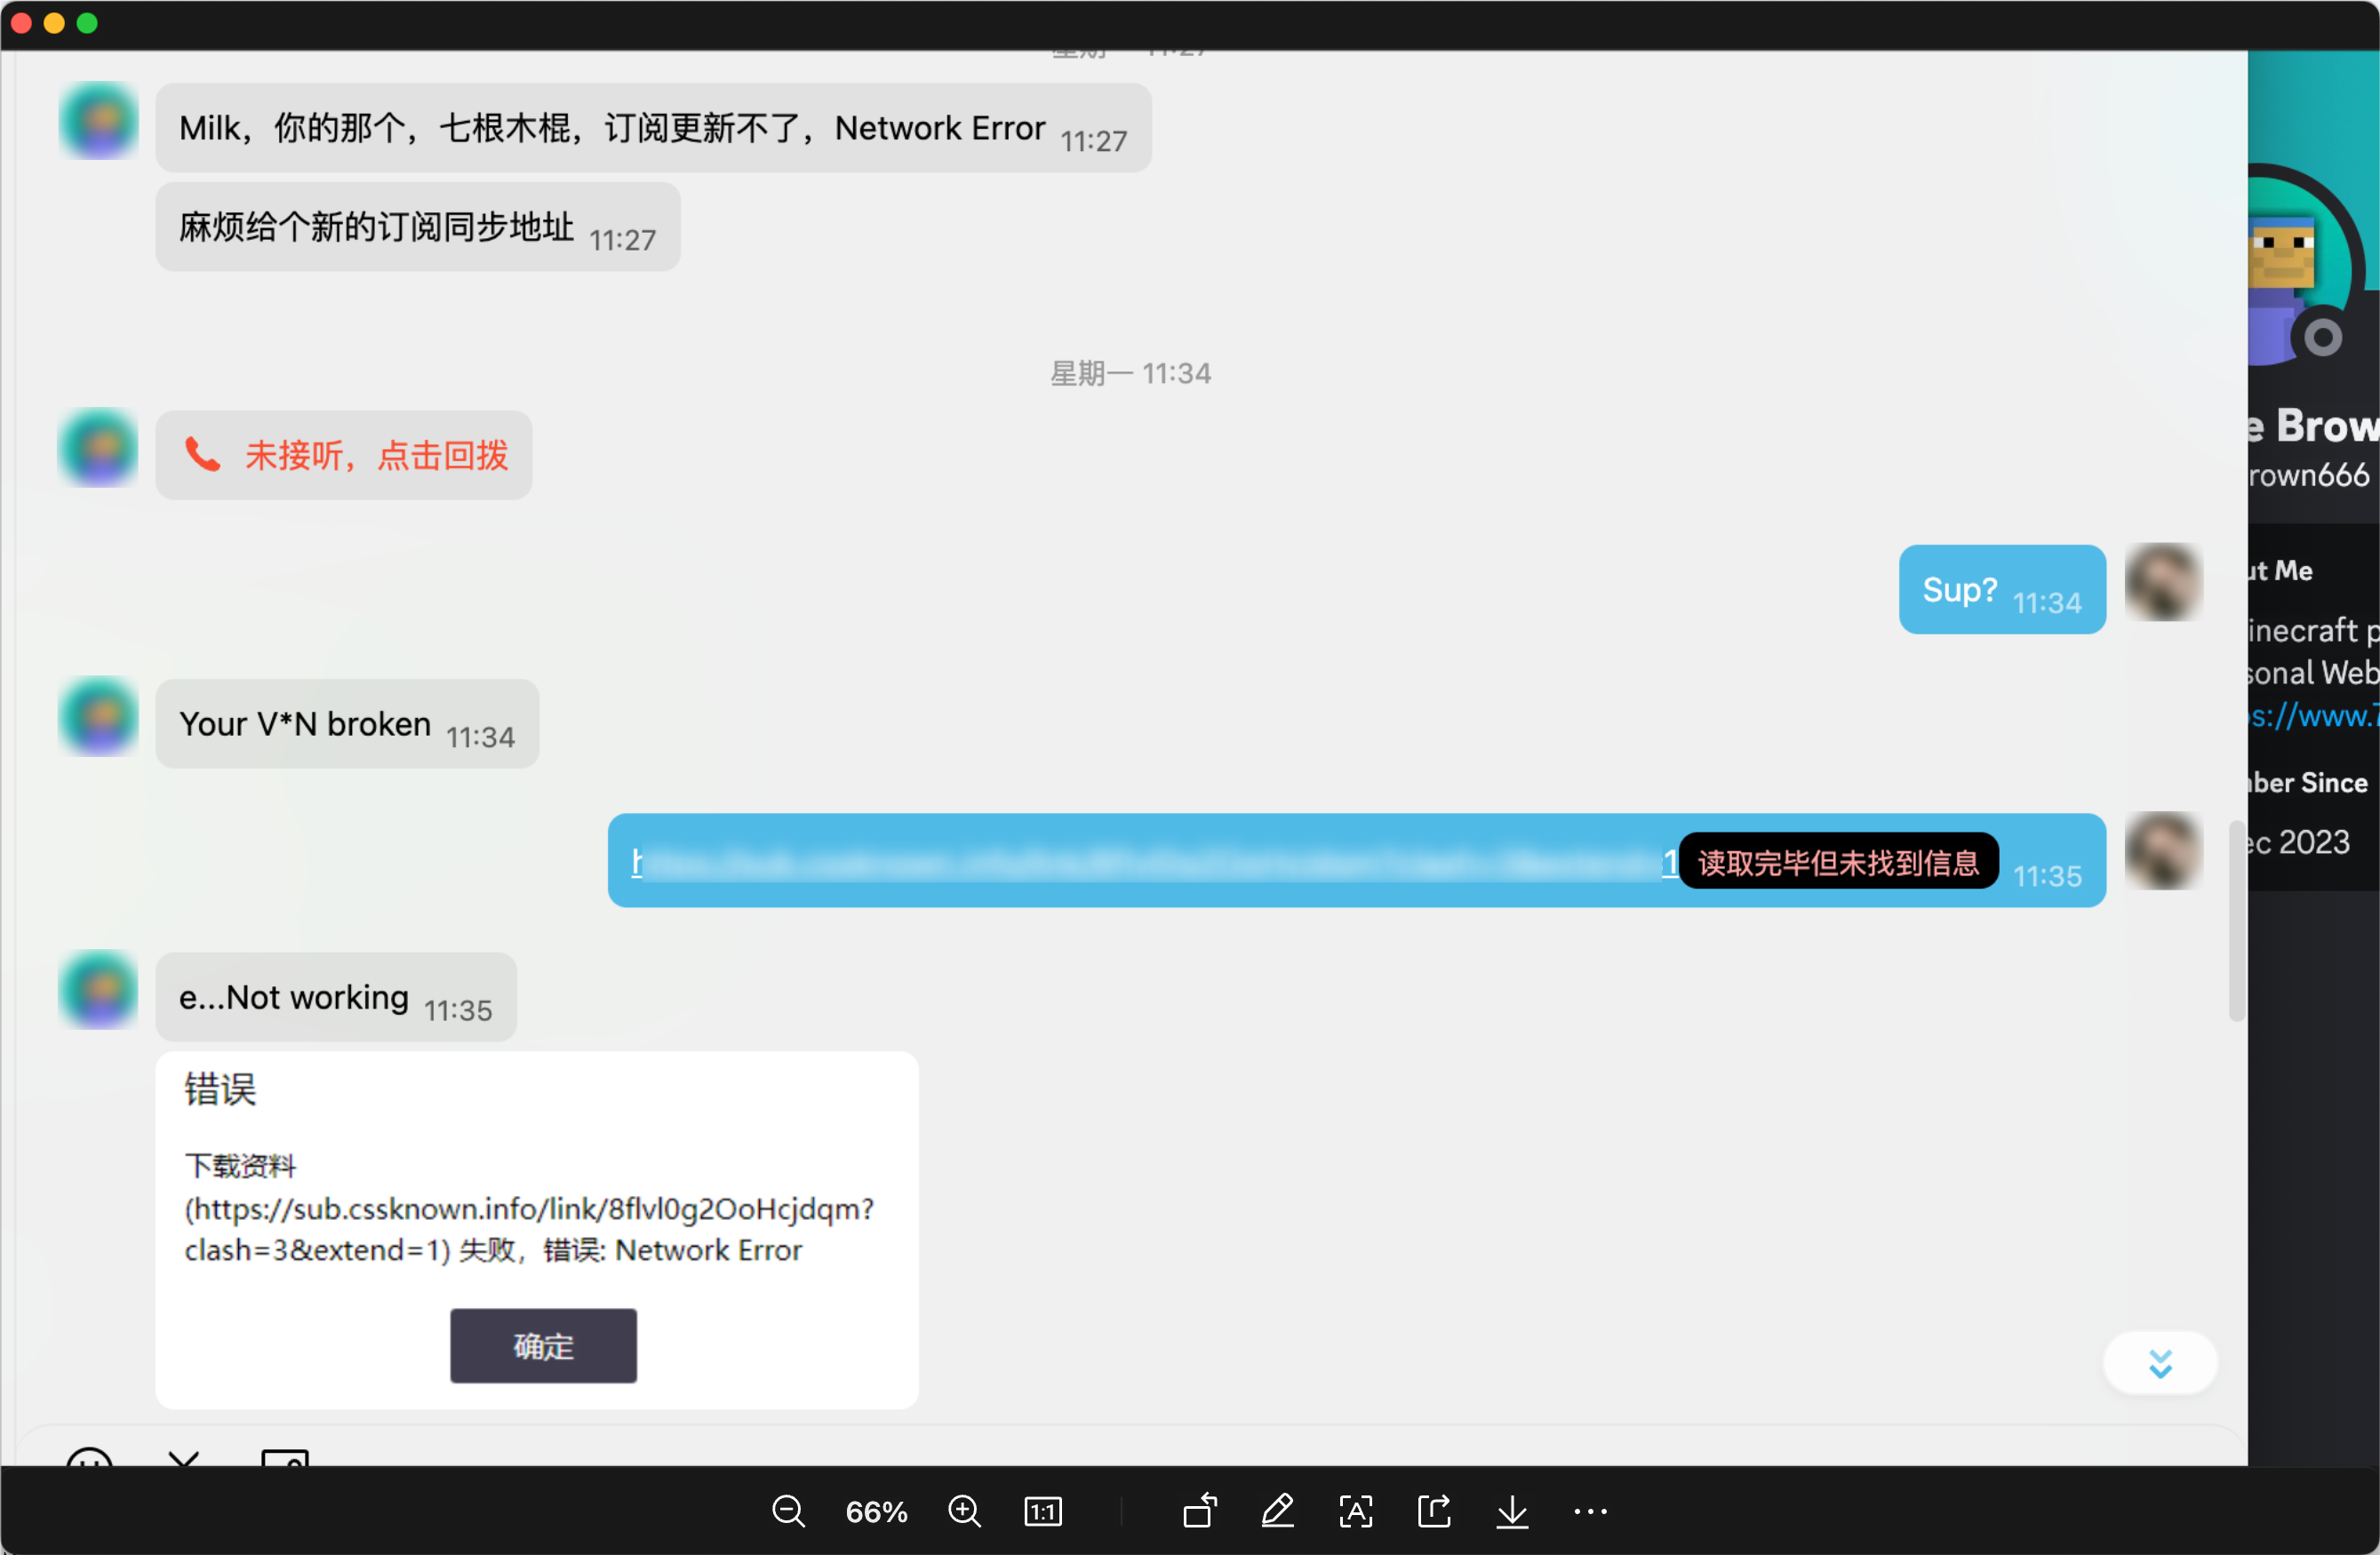 Milk，你的那个，七根木棍，订阅更新不了，Network Error 11:27
麻烦给个新的订阅同步地址 11:27
星期一 11:34
未接听，点击回拨
Sup? 11:34
Your V*N broken 11:34
读取完毕但未找到信息 11:35
e...Not working 11:35
错误
下载资料
(https://sub.cssknown.info/link/8flvl0g2OoHcjdqm?
clash=3&extend=1) 失败，错误: Network Error
确定
e Brow
rown666
ut Me
inecraft p
sonal Web
os://www.7
ber Since
ec 2023
66%
1:1
A